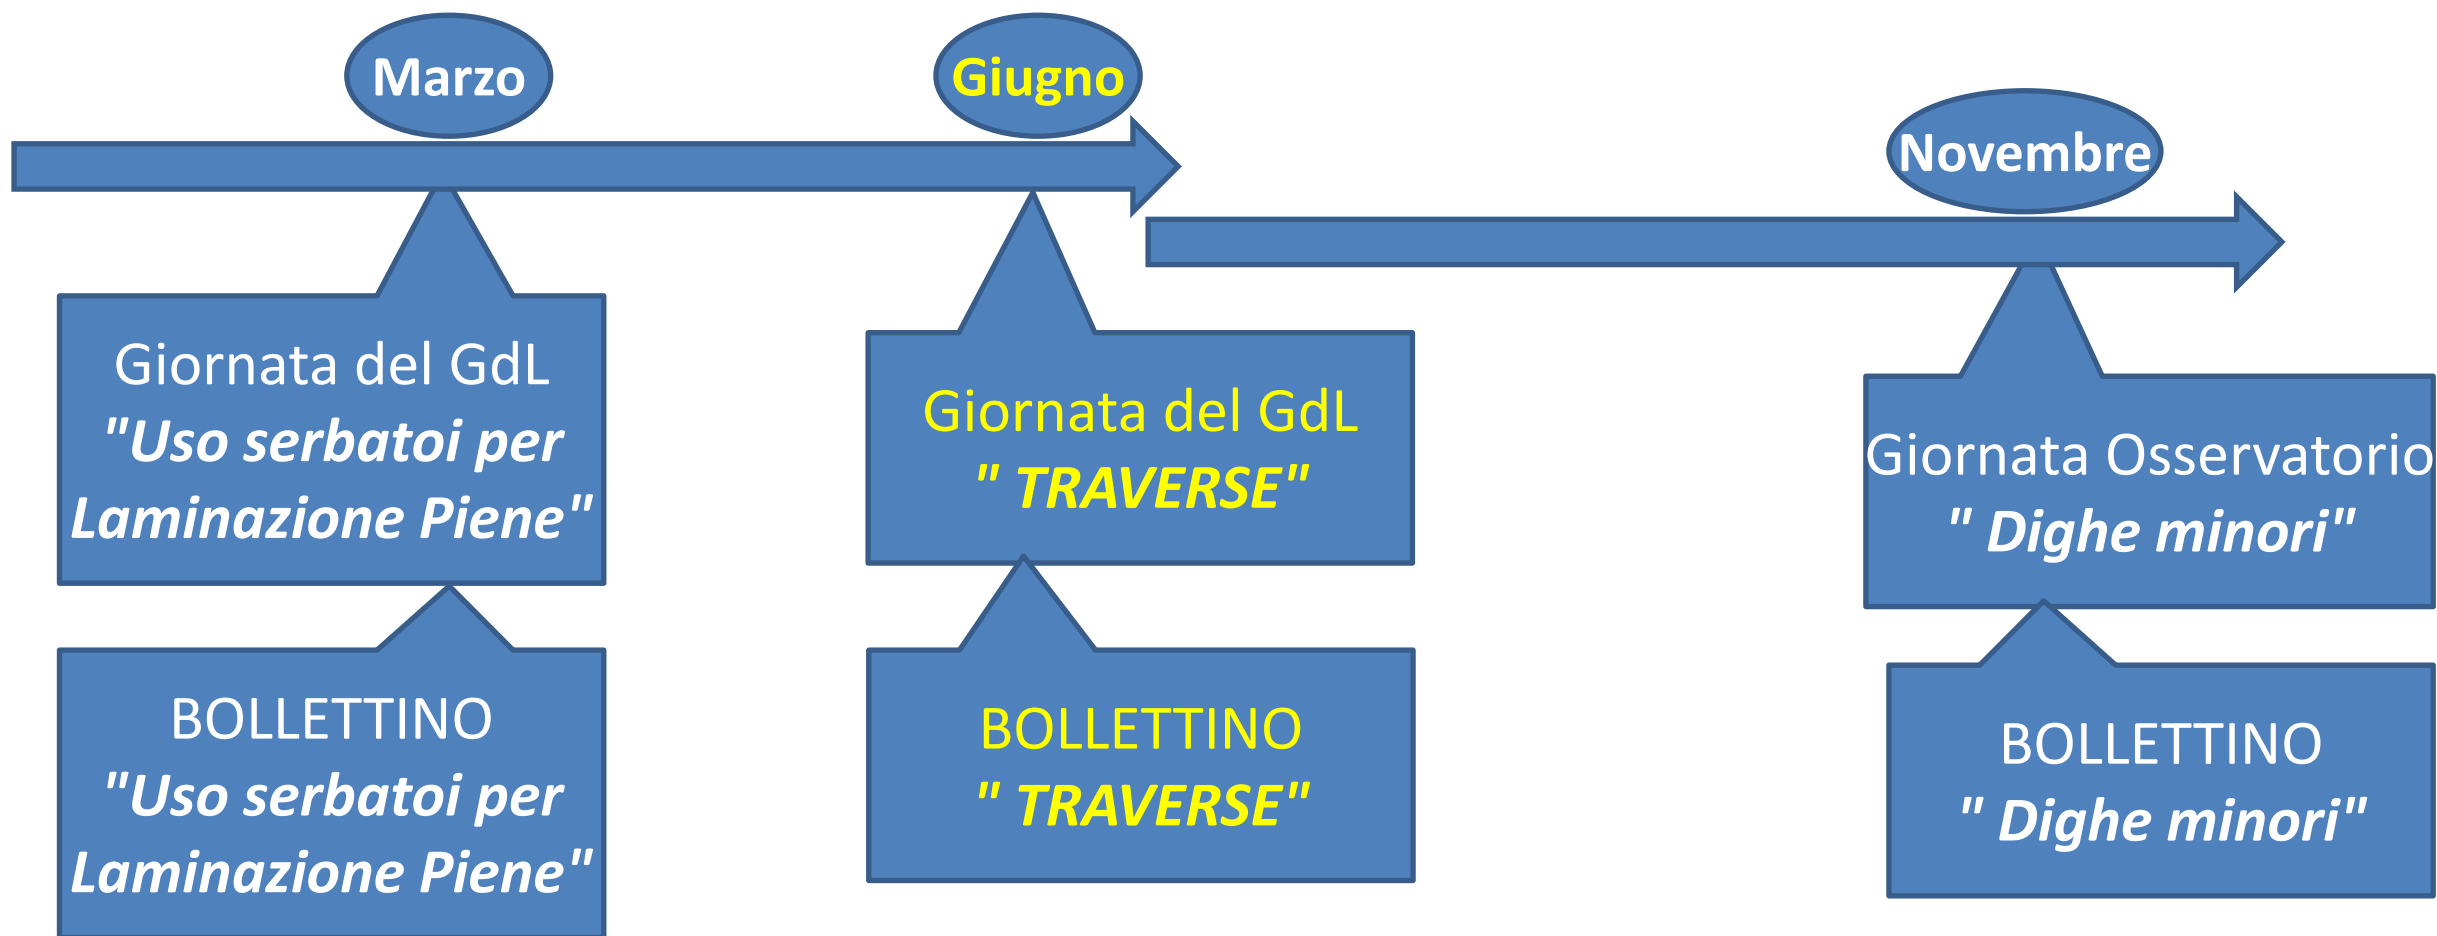 Marzo
Giugno
Novembre
Giornata del GdL
"Uso serbatoi per
Laminazione Piene"
Giornata del GdL
" TRAVERSE"
Giornata Osservatorio
" Dighe minori"
BOLLETTINO
"Uso serbatoi per
Laminazione Piene"
BOLLETTINO
" TRAVERSE"
BOLLETTINO
" Dighe minori"